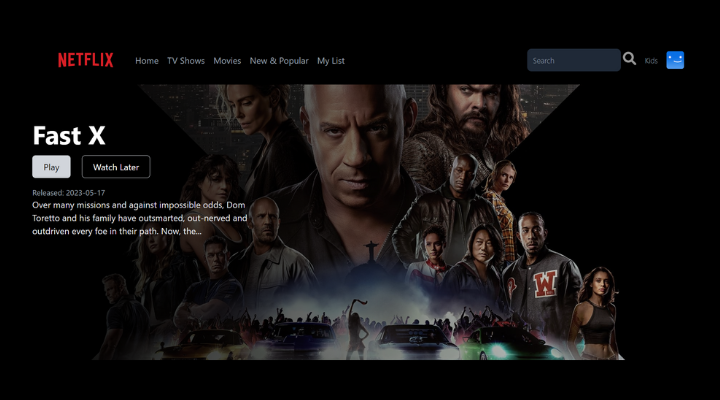 NETFLIX Home TV Shows Movies New & Popular My List Search Kids
Fast X
Play Watch Later
Released: 2023-05-17
Over many missions and against impossible odds, Dom
Toretto and his family have outsmarted, out-nerved and
outdriven every foe in their path. Now, the...
W